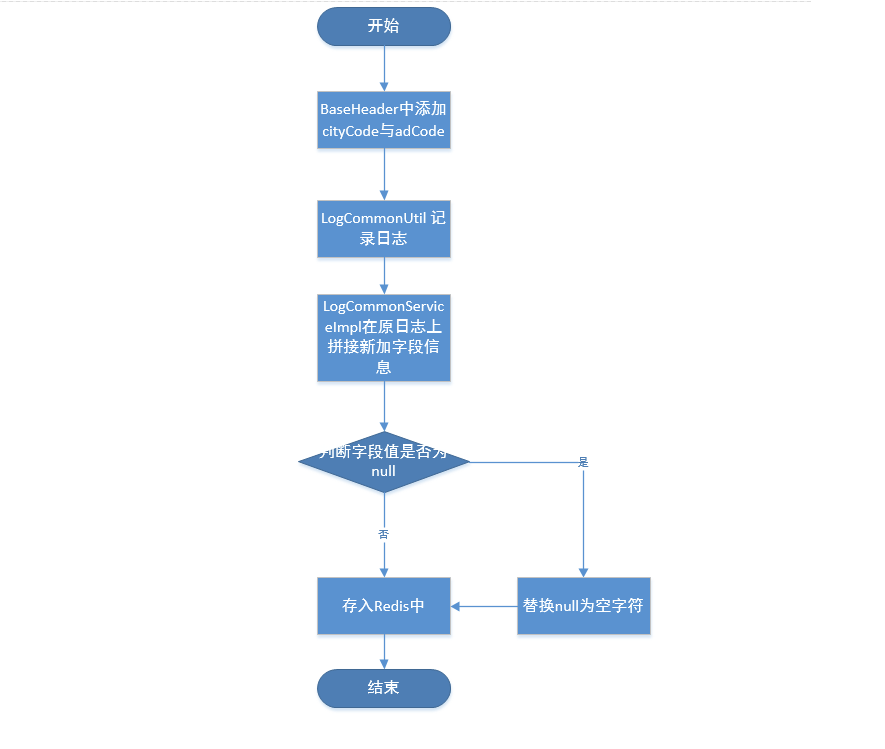 开始
BaseHeader中添加
cityCode与adCode
LogCommonUtil 记
录日志
LogCommonServic
eImpl在原日志上
拼接新加字段信
息
判断字段值是否为
null
是
否
存入Redis中
替换null为空字符
结束